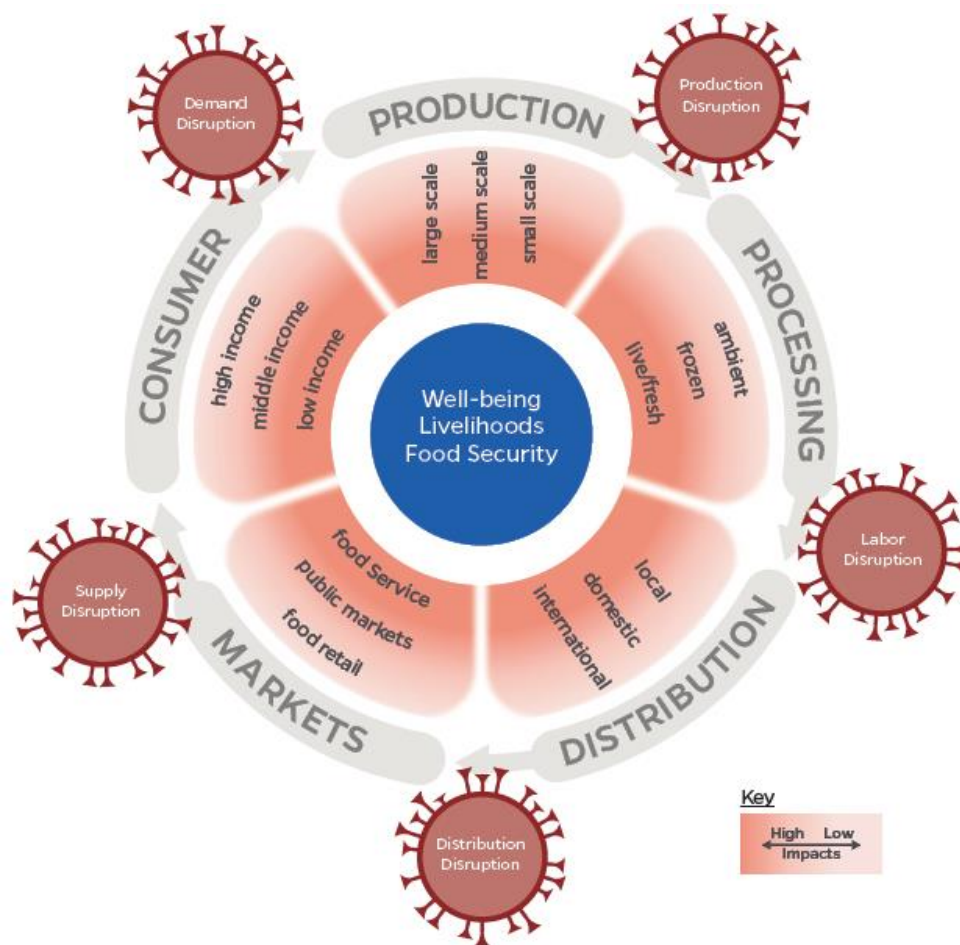 Demand
Disruption
PRODUCTION
Production
Disruption
large scale
medium scale
small scale
CONSUMER
high income
middle income
low income
PROCESSING
ambient
frozen
live/fresh
Well-being
Livelihoods
Food Security
Labor
Disruption
local
domestic
international
DISTRIBUTION
food Service
public markets
food retail
MARKETS
Supply
Disruption
Distribution
Disruption
Key
High Low
Impacts